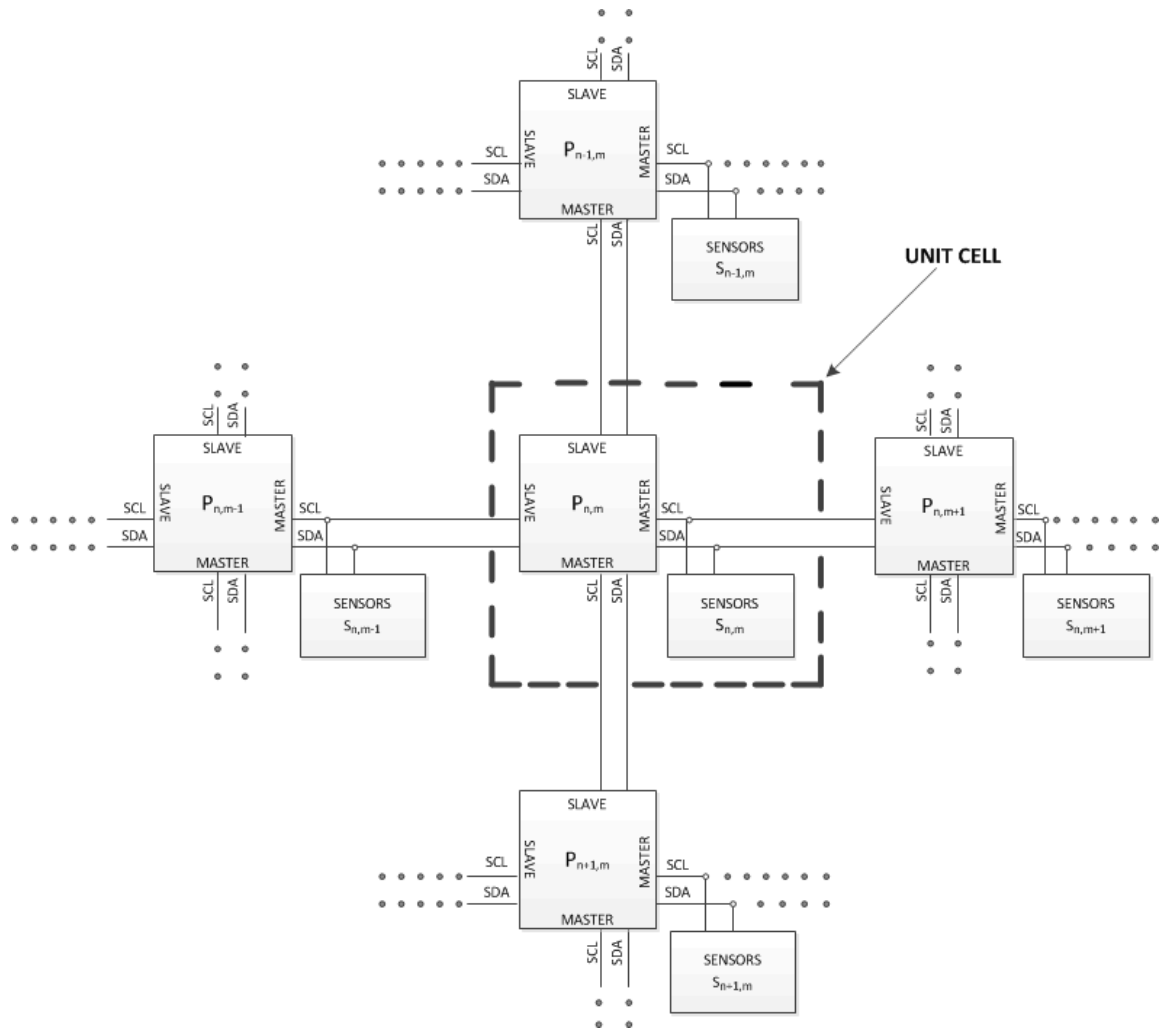 SCL SDA
SLAVE
SLAVE
P n-1,m
MASTER
SCL
SDA
SCL
SDA
MASTER
SCL SDA
SENSORS
S n-1,m
UNIT CELL
SCL SDA
SLAVE
SLAVE
P n,m-1
MASTER
SCL
SDA
SCL
SDA
MASTER
SCL SDA
SENSORS
S n,m-1
SLAVE
SLAVE
P n,m
MASTER
SCL
SDA
MASTER
SCL SDA
SENSORS
S n,m
SCL SDA
SLAVE
SLAVE
P n,m+1
MASTER
SCL
SDA
MASTER
SCL SDA
SENSORS
S n,m+1
SLAVE
SLAVE
P n+1,m
MASTER
SCL
SDA
SCL
SDA
MASTER
SCL SDA
SENSORS
S n+1,m